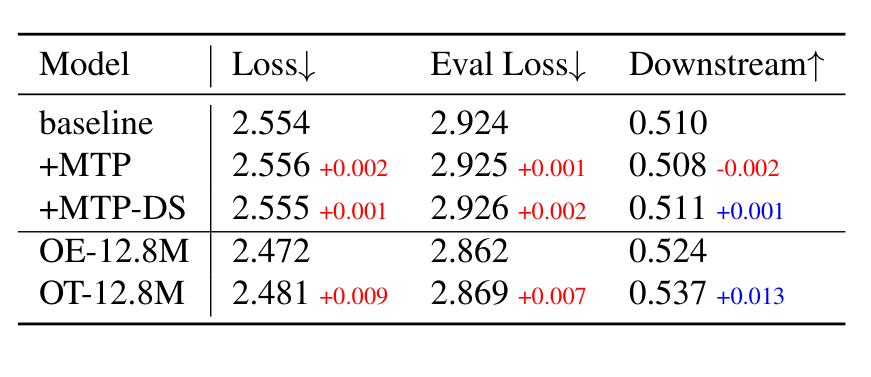 Model Loss↓ Eval Loss↓ Downstream↑
baseline 2.554 2.924 0.510
+MTP 2.556 +0.002 2.925 +0.001 0.508 -0.002
+MTP-DS 2.555 +0.001 2.926 +0.002 0.511 +0.001
OE-12.8M 2.472 2.862 0.524
OT-12.8M 2.481 +0.009 2.869 +0.007 0.537 +0.013